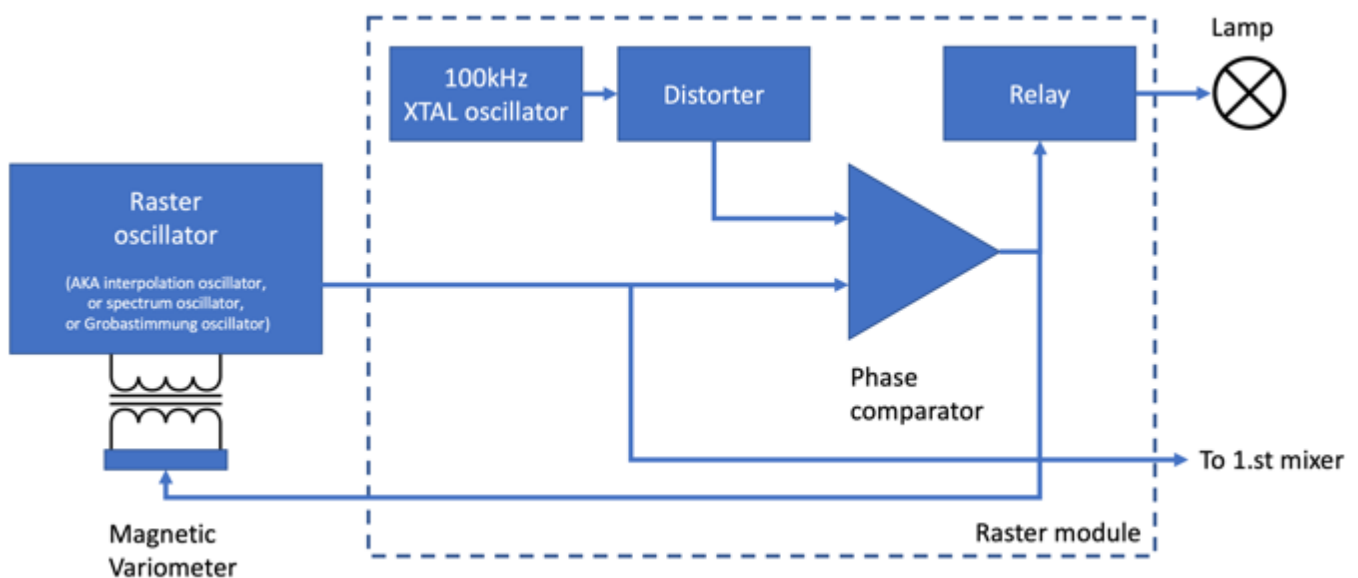 Lamp
100kHz
XTAL oscillator
Distorter
Relay
Raster
oscillator
(AKA interpolation oscillator,
or spectrum oscillator,
or Grobastimmung oscillator)
Phase
comparator
To 1.st mixer
Magnetic
Variometer
Raster module